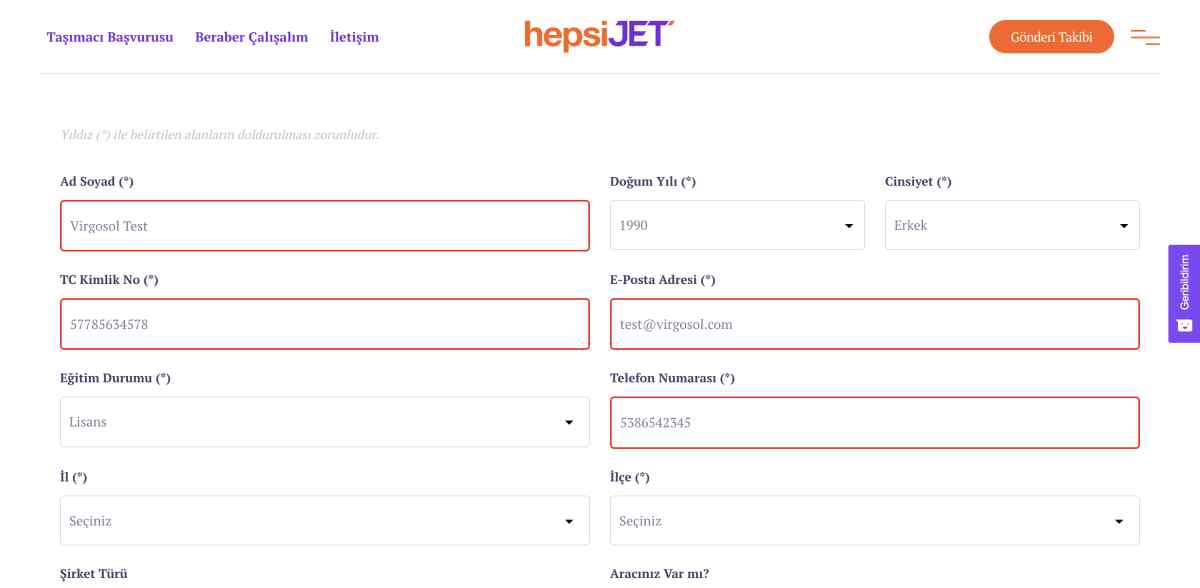 Taşımacı Başvurusu Beraber Çalışalım İletişim hepsiJET Gönderi Takibi
Yıldız (*) ile belirtilen alanların doldurulması zorunludur.
Ad Soyad (*) Doğum Yılı (*) Cinsiyet (*)
Virgosol Test 1990 Erkek
Geribildirim
TC Kimlik No (*) E-Posta Adresi (*)
57785634578 test@virgosol.com
Eğitim Durumu (*) Telefon Numarası (*)
Lisans 5386542345
İl (*) İlçe (*)
Seçiniz Seçiniz
Şirket Türü Aracınız Var mı?